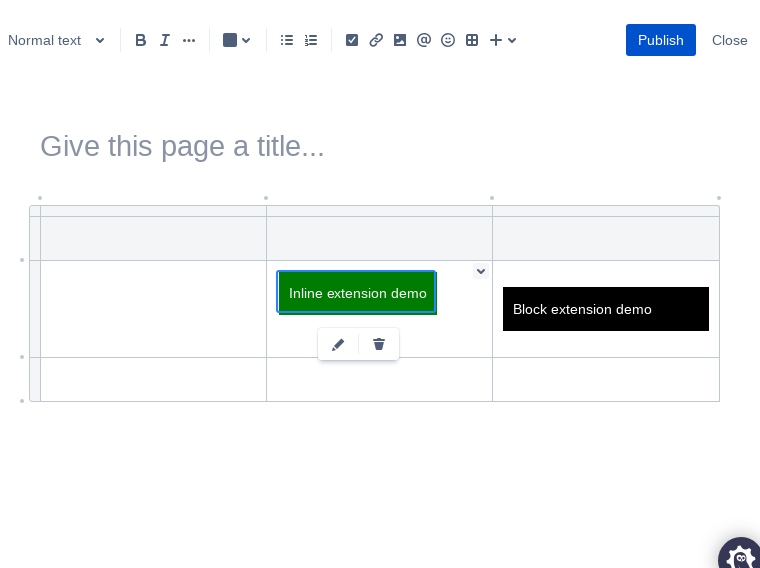 Normal text
Publish
Close
Give this page a title...
Inline extension demo
Block extension demo